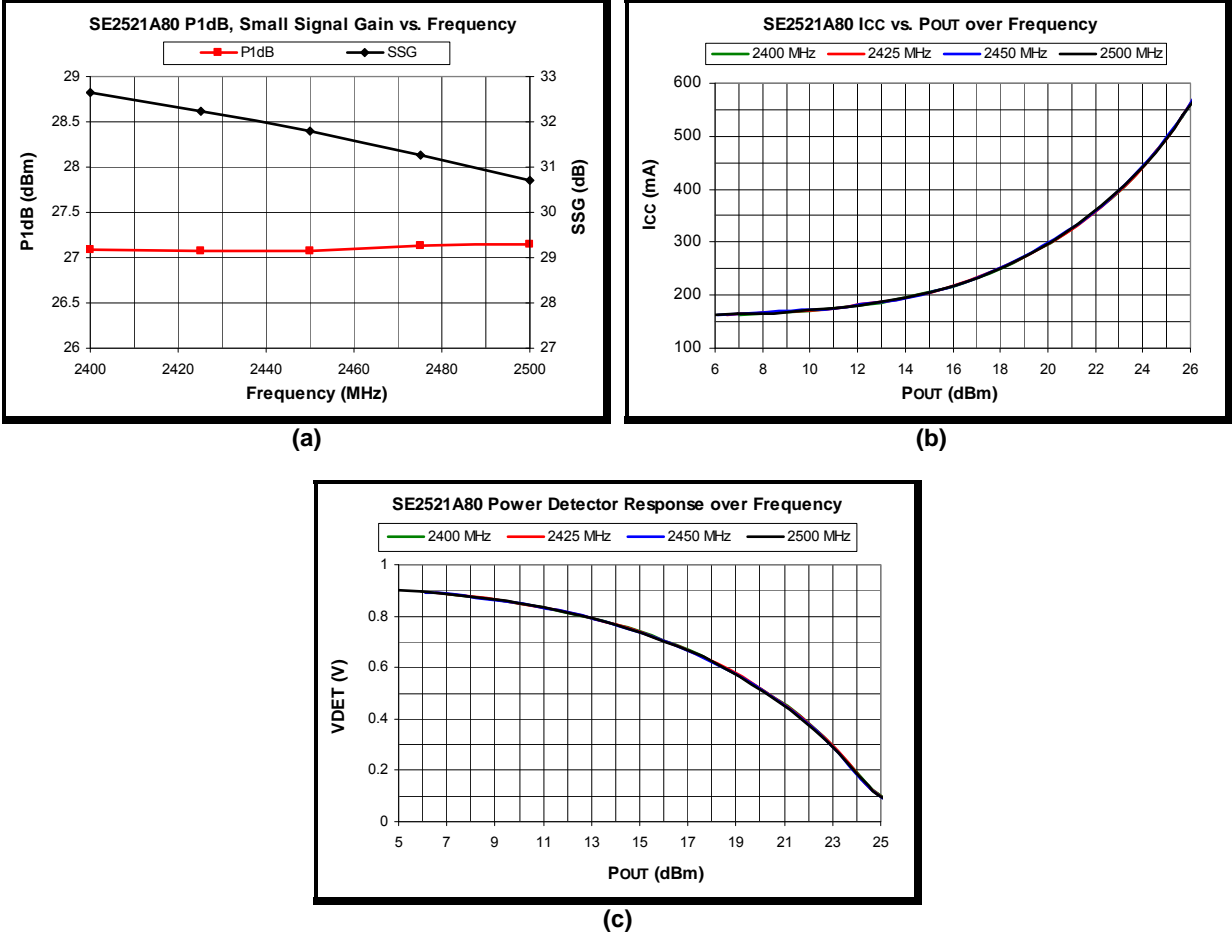 SE2521A80 P1dB, Small Signal Gain vs. Frequency
P1dB SSG
29
28.5
28
27.5
27
26.5
26
P1dB (dBm)
33
32
31
30
29
28
27
SSG (dB)
2400 2420 2440 2460 2480 2500
Frequency (MHz)
(a)
SE2521A80 ICC vs. POUT over Frequency
2400 MHz 2425 MHz 2450 MHz 2500 MHz
600
500
400
300
200
100
ICC (mA)
6 8 10 12 14 16 18 20 22 24 26
POUT (dBm)
(b)
SE2521A80 Power Detector Response over Frequency
2400 MHz 2425 MHz 2450 MHz 2500 MHz
1
0.8
0.6
0.4
0.2
0
VDET (V)
5 7 9 11 13 15 17 19 21 23 25
POUT (dBm)
(c)